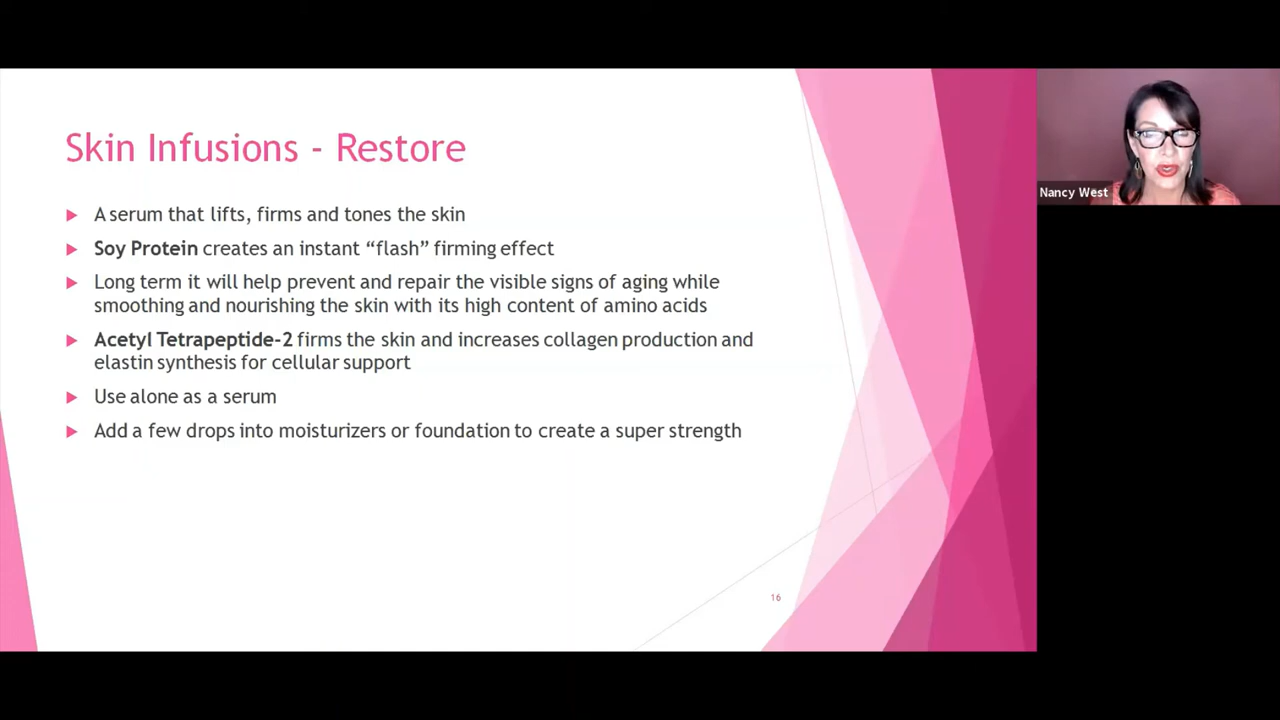 Skin Infusions - Restore
A serum that lifts, firms and tones the skin
Soy Protein creates an instant “flash” firming effect
Long term it will help prevent and repair the visible signs of aging while
smoothing and nourishing the skin with its high content of amino acids
Acetyl Tetrapeptide-2 firms the skin and increases collagen production and
elastin synthesis for cellular support
Use alone as a serum
Add a few drops into moisturizers or foundation to create a super strength
16
Nancy West